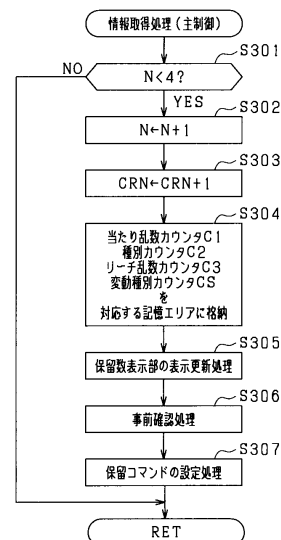 情報取得処理(主制御)
S301
NO
N<4?
YES
S302
N←N+1
S303
CRN←CRN+1
S304
当たり乱数カウンタC1
種別カウンタC2
リーチ乱数カウンタC3
変動種別カウンタCS
を
対応する記憶エリアに格納
S305
保留数表示部の表示更新処理
S306
事前確認処理
S307
保留コマンドの設定処理
RET